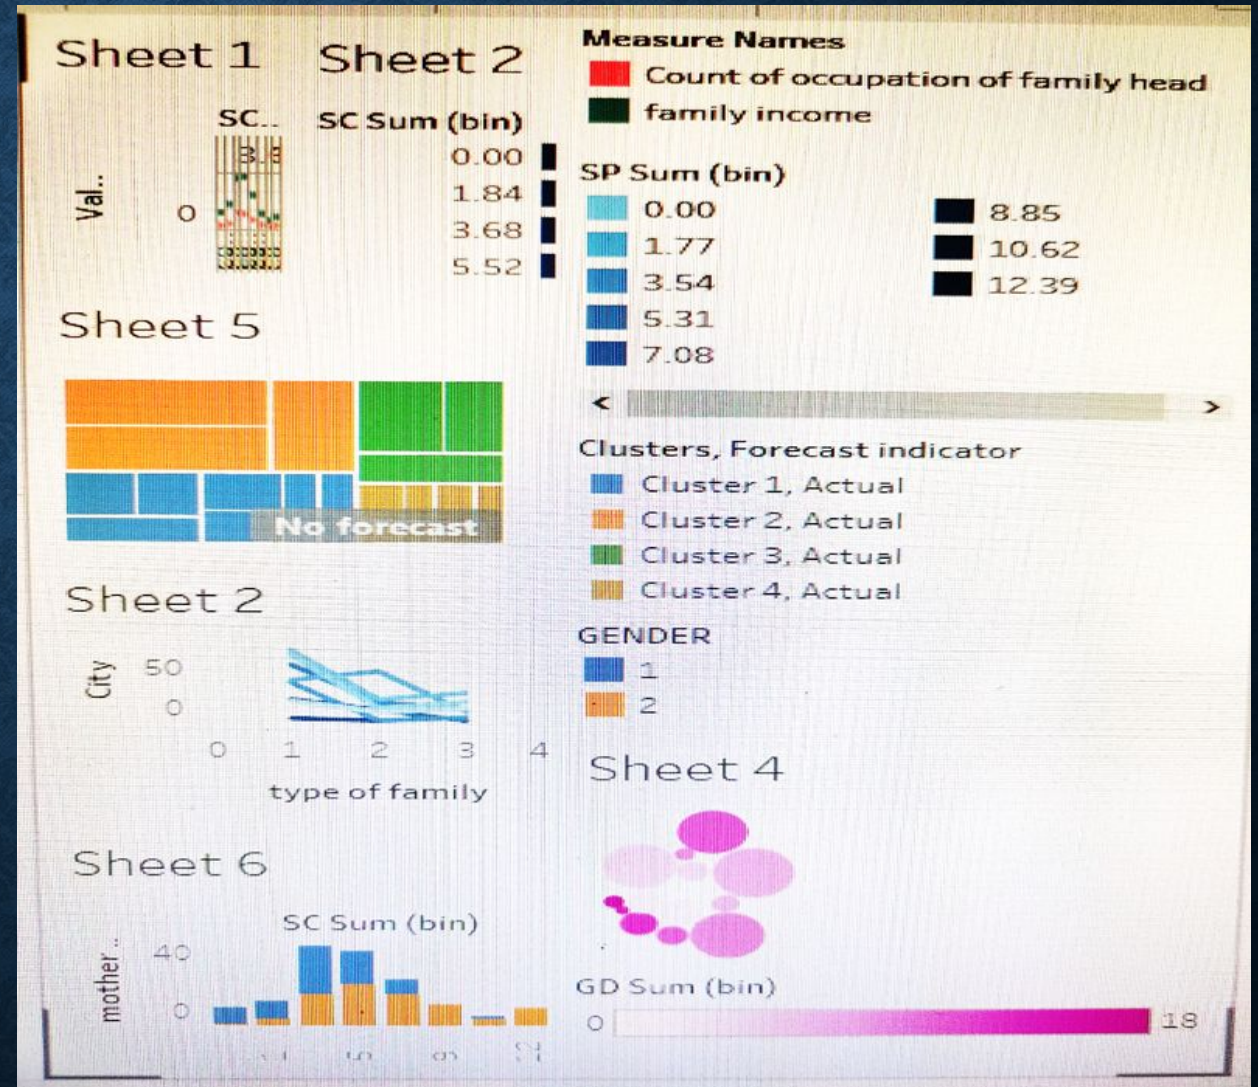 Sheet 1
SC..
Val..
0
Sheet 2
SC Sum (bin)
0.00
1.84
3.68
5.52
Measure Names
Count of occupation of family head
family income
SP Sum (bin)
0.00
1.77
3.54
5.31
7.08
8.85
10.62
12.39
<
>
Sheet 5
No forecast
Clusters, Forecast indicator
Cluster 1, Actual
Cluster 2, Actual
Cluster 3, Actual
Cluster 4, Actual
GENDER
1
2
Sheet 2
City
50
0
0 1 2 3 4
type of family
Sheet 4
GD Sum (bin)
0
18
Sheet 6
SC Sum (bin)
mother..
40
0